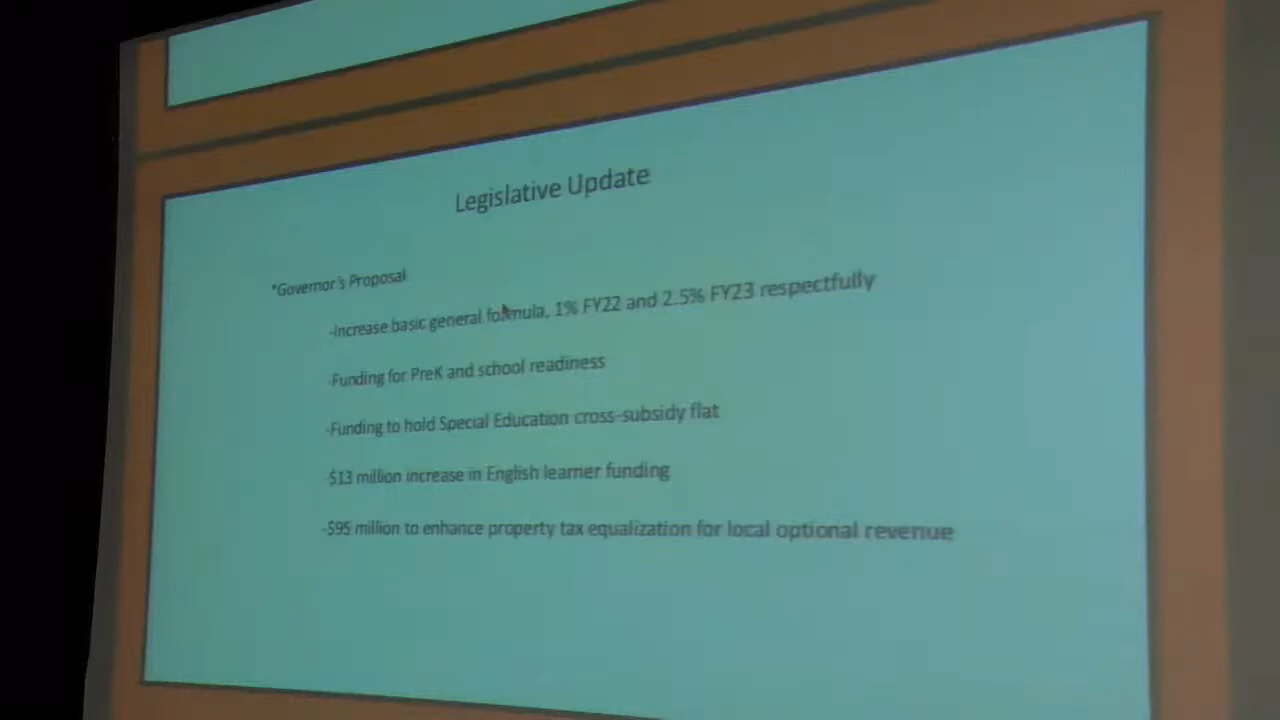 Legislative Update
*Governor's Proposal
-Increase basic general formula, 1% FY22 and 2.5% FY23 respectfully
-Funding for PreK and school readiness
-Funding to hold Special Education cross-subsidy flat
-$13 million increase in English learner funding
-$95 million to enhance property tax equalization for local optional revenue